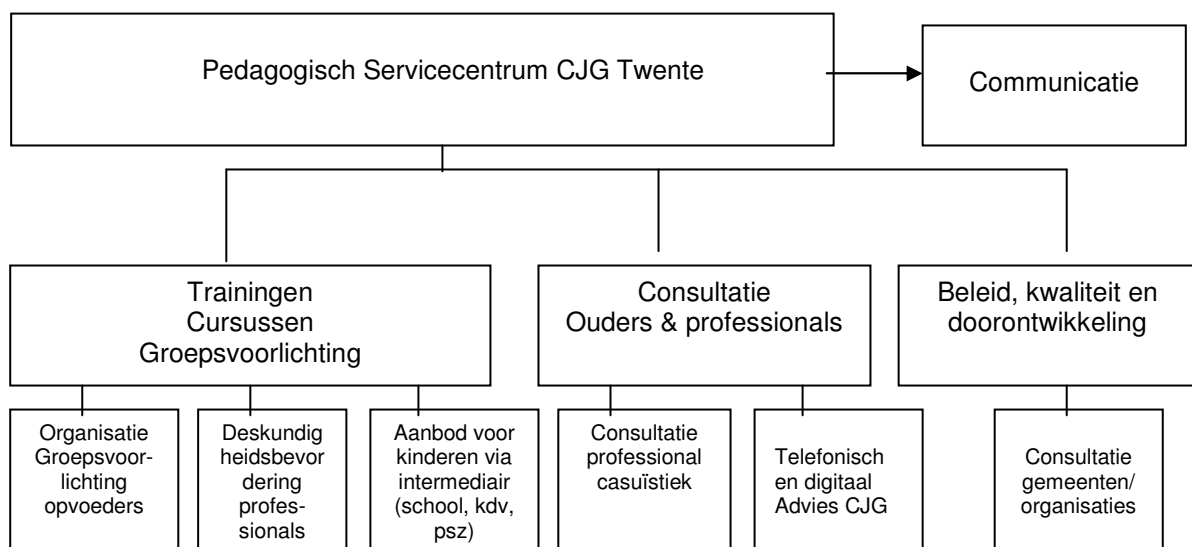 Pedagogisch Servicecentrum CJG Twente
Communicatie
Trainingen
Cursussen
Groepsvoorlichting
Consultatie
Ouders & professionals
Beleid, kwaliteit en
doorontwikkeling
Organisatie
Groepsvoor-
lichting
opvoeders
Deskundig
heidsbevor
dering
profes-
sionals
Aanbod voor
kinderen via
intermediair
(school, kdv,
psz)
Consultatie
professional
casuïstiek
Telefonisch
en digitaal
Advies CJG
Consultatie
gemeenten/
organisaties